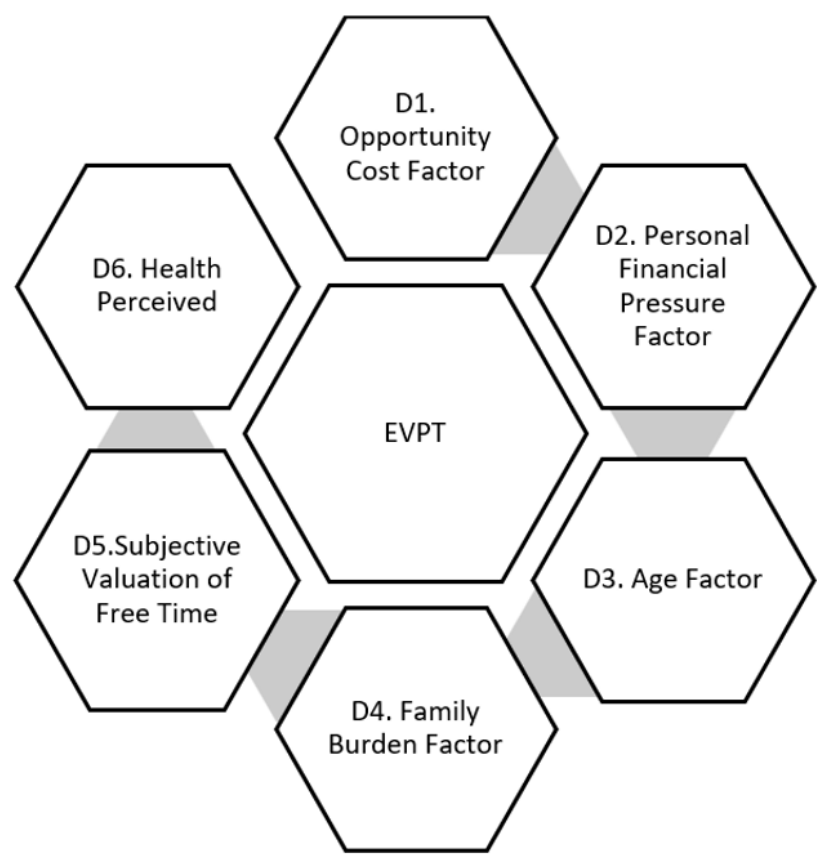 D1.
Opportunity
Cost Factor
D2. Personal
Financial
Pressure
Factor
D6. Health
Perceived
EVPT
D5.Subjective
Valuation of
Free Time
D3. Age Factor
D4. Family
Burden Factor